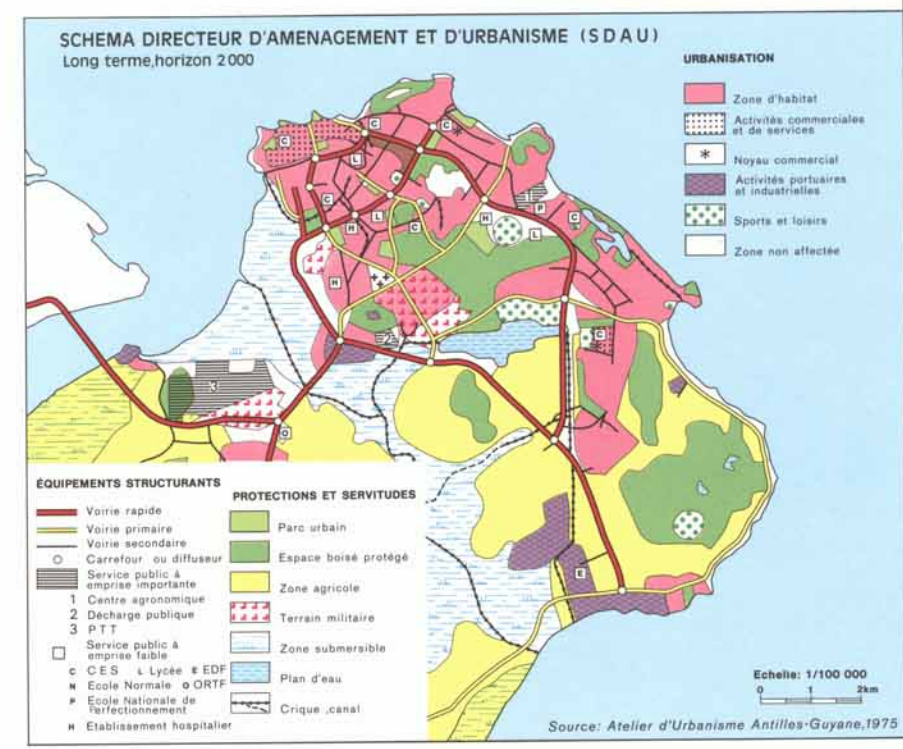 SCHEMA DIRECTEUR D'AMENAGEMENT ET D'URBANISME (SDAU)
Long terme,horizon 2000
URBANISATION
Zone d'habitat
Activités commerciales
et de services
* Noyau commercial
Activités portuaires
et industrielles
Sports et loisirs
Zone non affectée
C
C
C
*
L
C
L
H
H
C
H
L
1
P
C
H
2
C
3
O
E
ÉQUIPEMENTS STRUCTURANTS
Voirie rapide
Voirie primaire
Voirie secondaire
Carrefour ou diffuseur
Service public à
emprise importante
1 Centre agronomique
2 Décharge publique
3 PTT
Service public à
emprise faible
C CES L Lycée E EDF
N Ecole Normale O ORTF
P Ecole Nationale de
Perfectionnement
H Etablissement hospitalier
PROTECTIONS ET SERVITUDES
Parc urbain
Espace boisé protégé
Zone agricole
Terrain militaire
Zone submersible
Plan d'eau
Crique ,canal
Echelle: 1/100 000
0 1 2km
Source: Atelier d'Urbanisme Antilles-Guyane,1975